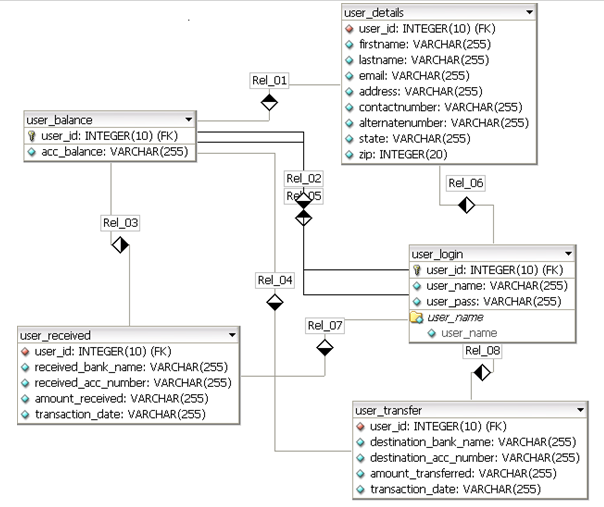 user_details
user_id: INTEGER(10) (FK)
firstname: VARCHAR(255)
lastname: VARCHAR(255)
email: VARCHAR(255)
address: VARCHAR(255)
contactnumber: VARCHAR(255)
alternatenumber: VARCHAR(255)
state: VARCHAR(255)
zip: INTEGER(20)
Rel_01
user_balance
user_id: INTEGER(10) (FK)
acc_balance: VARCHAR(255)
Rel_02
Rel_05
Rel_06
Rel_03
user_login
user_id: INTEGER(10) (FK)
user_name: VARCHAR(255)
user_pass: VARCHAR(255)
user_name
user_name
Rel_04
Rel_07
user_received
user_id: INTEGER(10) (FK)
received_bank_name: VARCHAR(255)
received_acc_number: VARCHAR(255)
amount_received: VARCHAR(255)
transaction_date: VARCHAR(255)
Rel_08
user_transfer
user_id: INTEGER(10) (FK)
destination_bank_name: VARCHAR(255)
destination_acc_number: VARCHAR(255)
amount_transferred: VARCHAR(255)
transaction_date: VARCHAR(255)